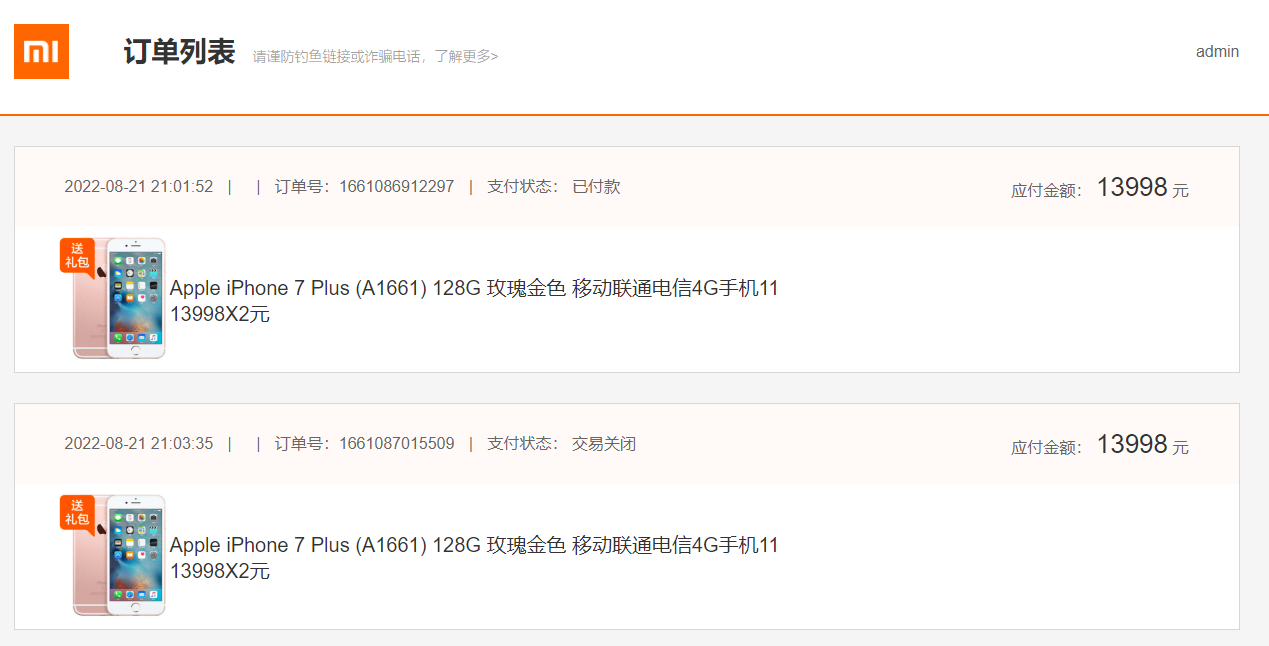 mi
订单列表 请谨防钓鱼链接或诈骗电话，了解更多>
admin
2022-08-21 21:01:52 | | 订单号：1661086912297 | 支付状态： 已付款
应付金额： 13998 元
送
礼包
Apple iPhone 7 Plus (A1661) 128G 玫瑰金色 移动联通电信4G手机11
13998X2元
2022-08-21 21:03:35 | | 订单号：1661087015509 | 支付状态： 交易关闭
应付金额： 13998 元
送
礼包
Apple iPhone 7 Plus (A1661) 128G 玫瑰金色 移动联通电信4G手机11
13998X2元